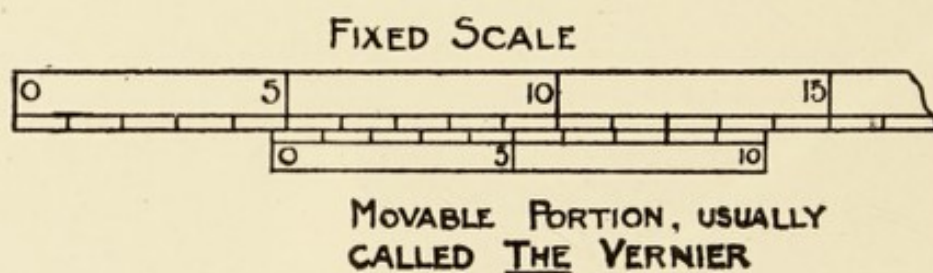 FIXED SCALE
0 5 10 15
0 5 10
MOVABLE PORTION, USUALLY
CALLED THE VERNIER